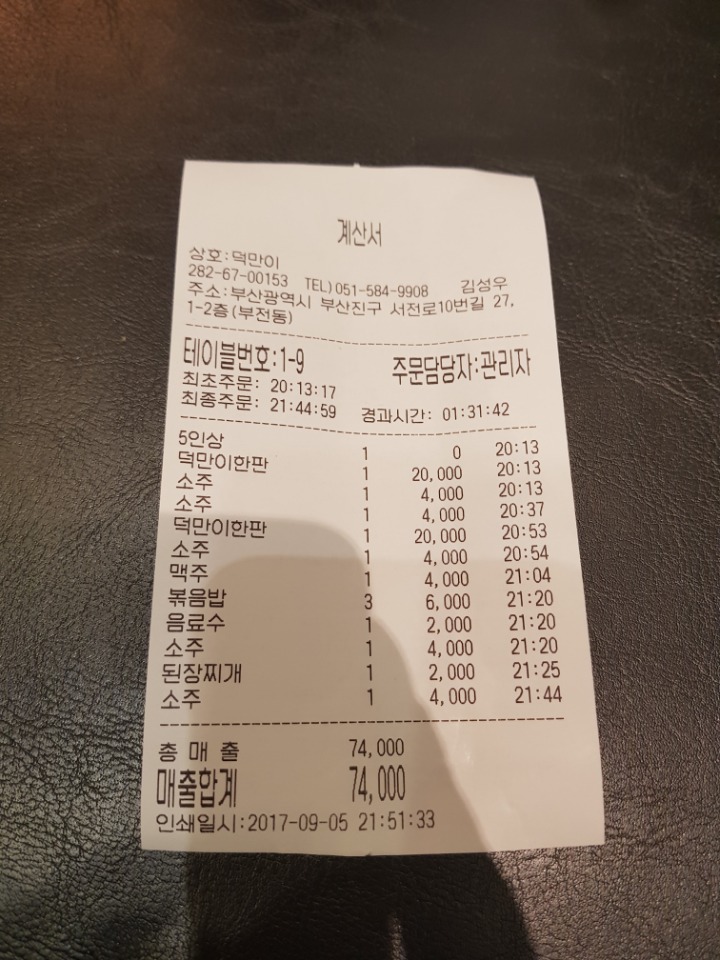 계산서
상호:덕만이
282-67-00153 TEL)051-584-9908 김성우
주소:부산광역시 부산진구 서전로10번길 27,
1-2층(부전동)
테이블번호:1-9 주문담당자:관리자
최초주문: 20:13:17
최종주문: 21:44:59 경과시간: 01:31:42
5인상 1 0 20:13
덕만이한판 1 20,000 20:13
소주 1 4,000 20:13
소주 1 4,000 20:37
덕만이한판 1 20,000 20:53
소주 1 4,000 20:54
맥주 1 4,000 21:04
볶음밥 3 6,000 21:20
음료수 1 2,000 21:20
소주 1 4,000 21:20
된장찌개 1 2,000 21:25
소주 1 4,000 21:44
총 매 출 74,000
매출합계 74,000
인쇄일시:2017-09-05 21:51:33